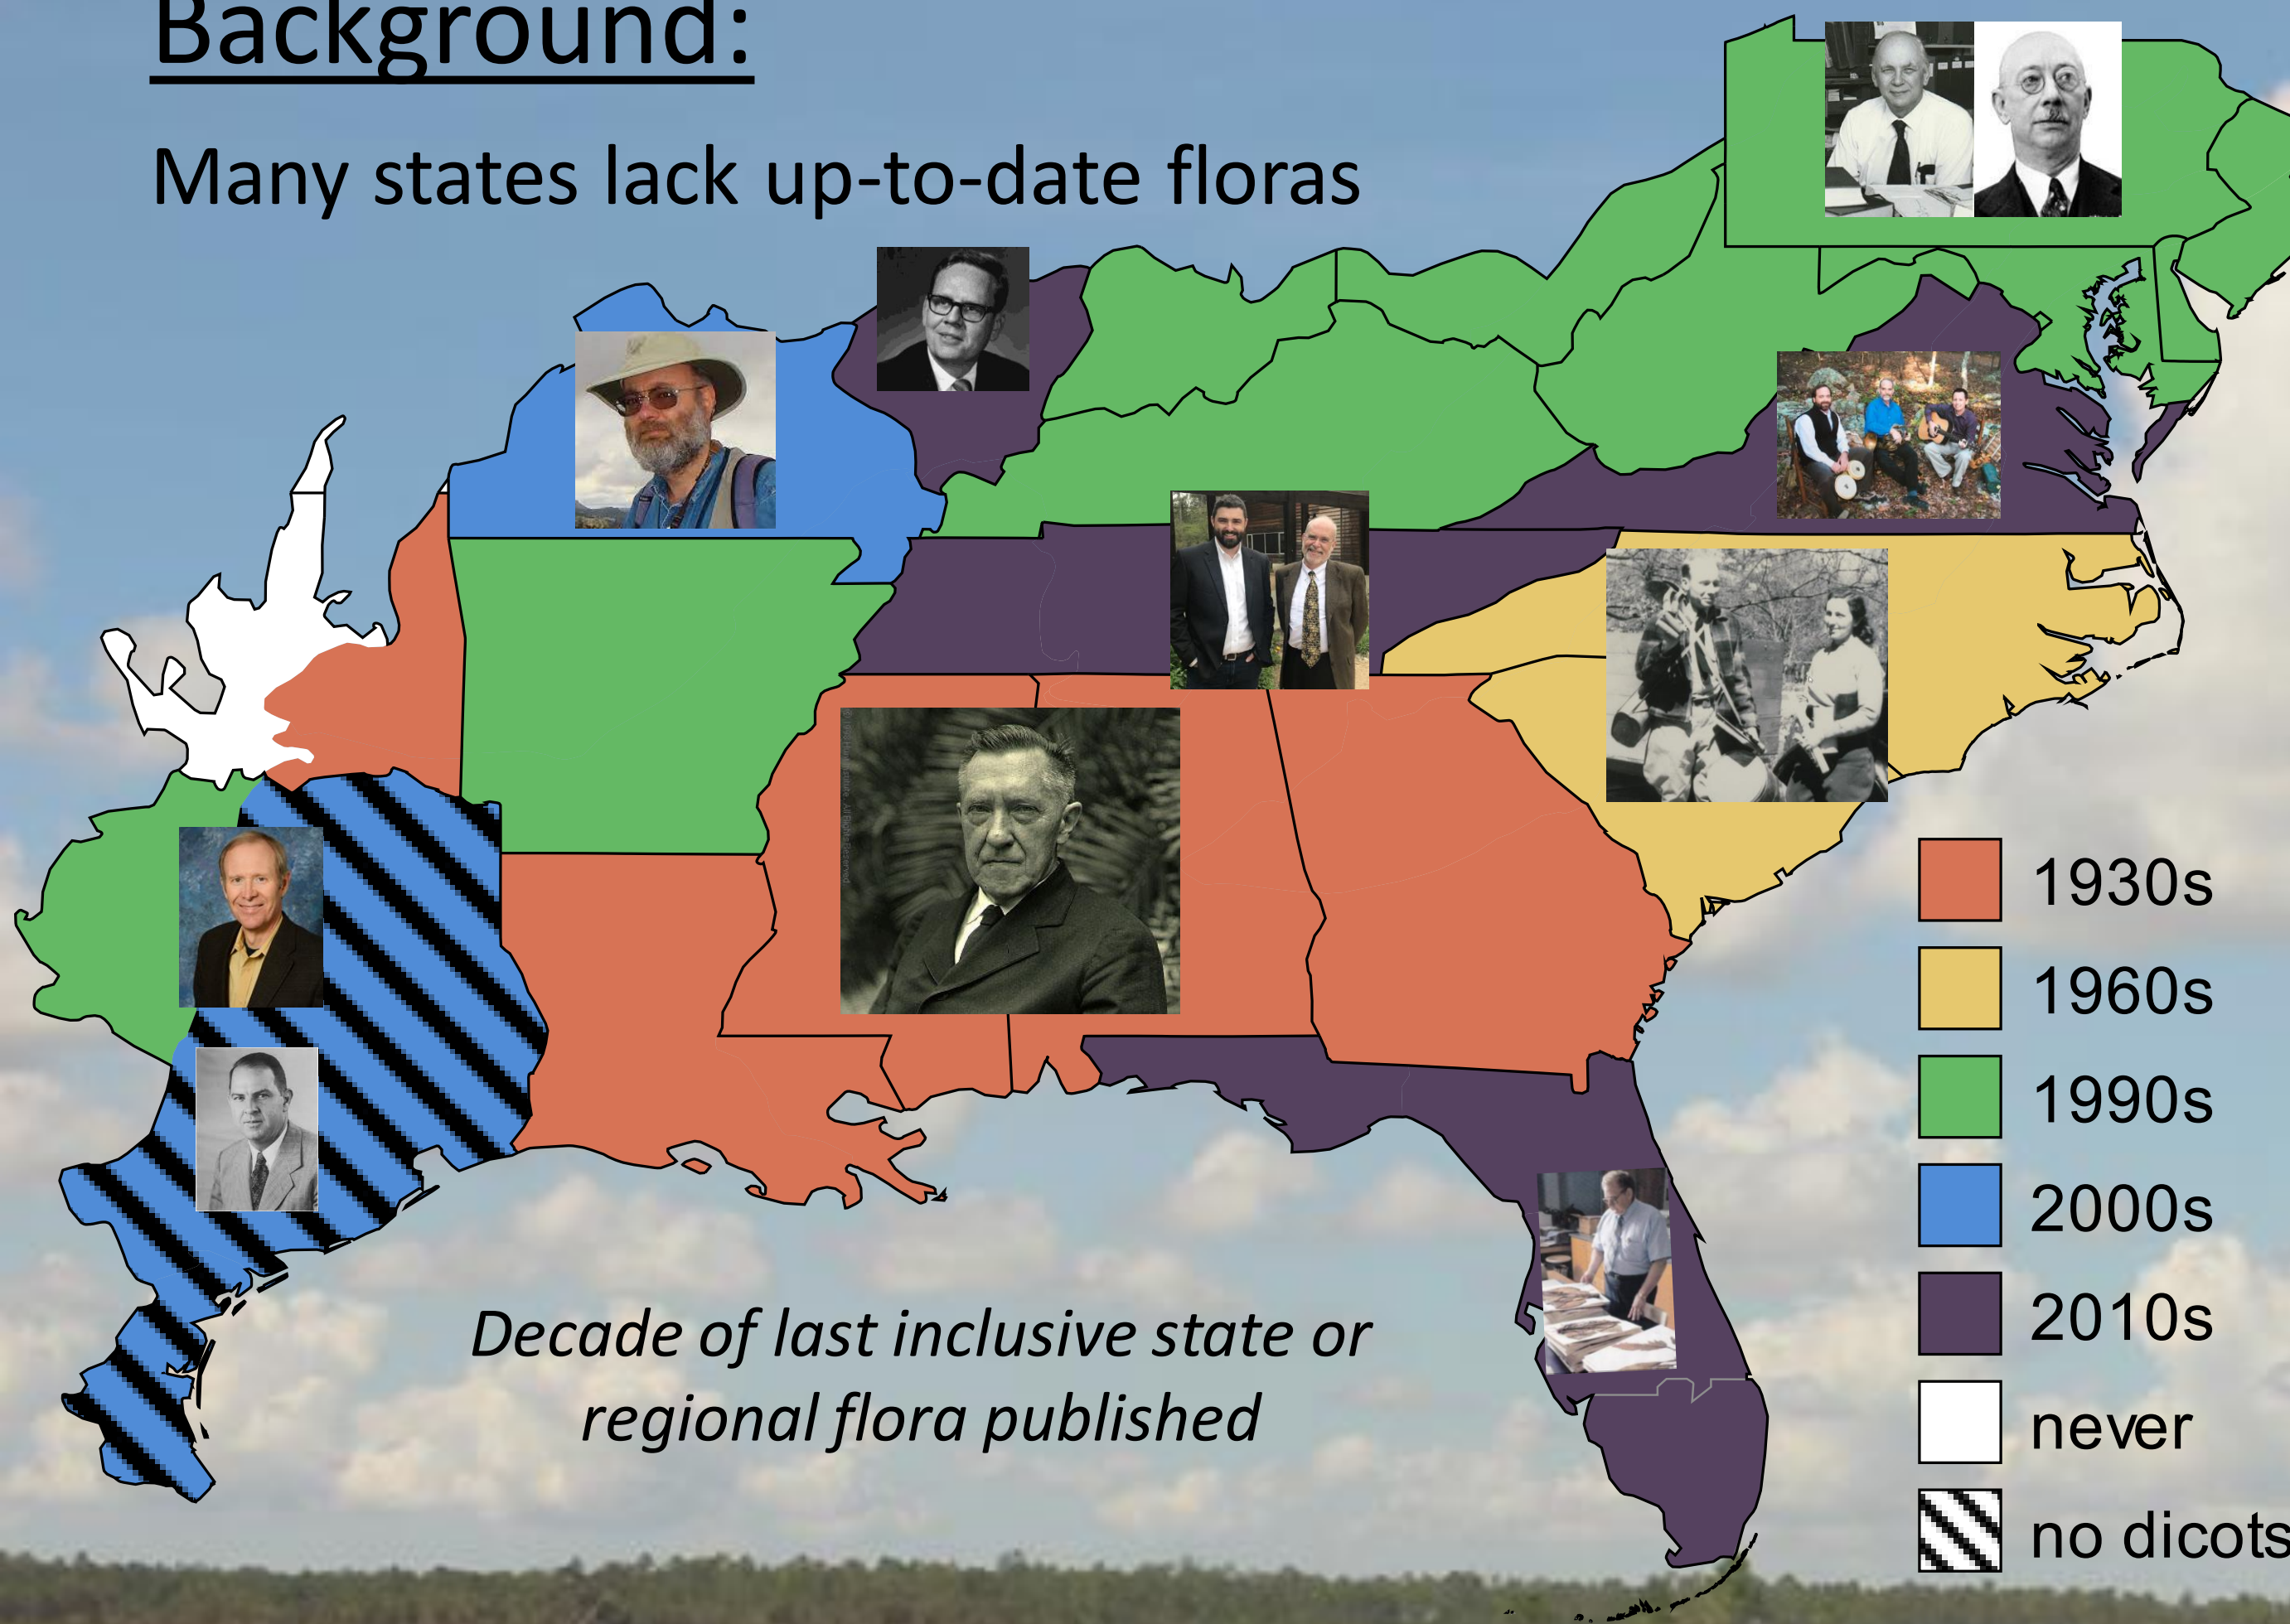 Background:
Many states lack up-to-date floras
1930s
1960s
1990s
2000s
2010s
never
no dicots
Decade of last inclusive state or
regional flora published